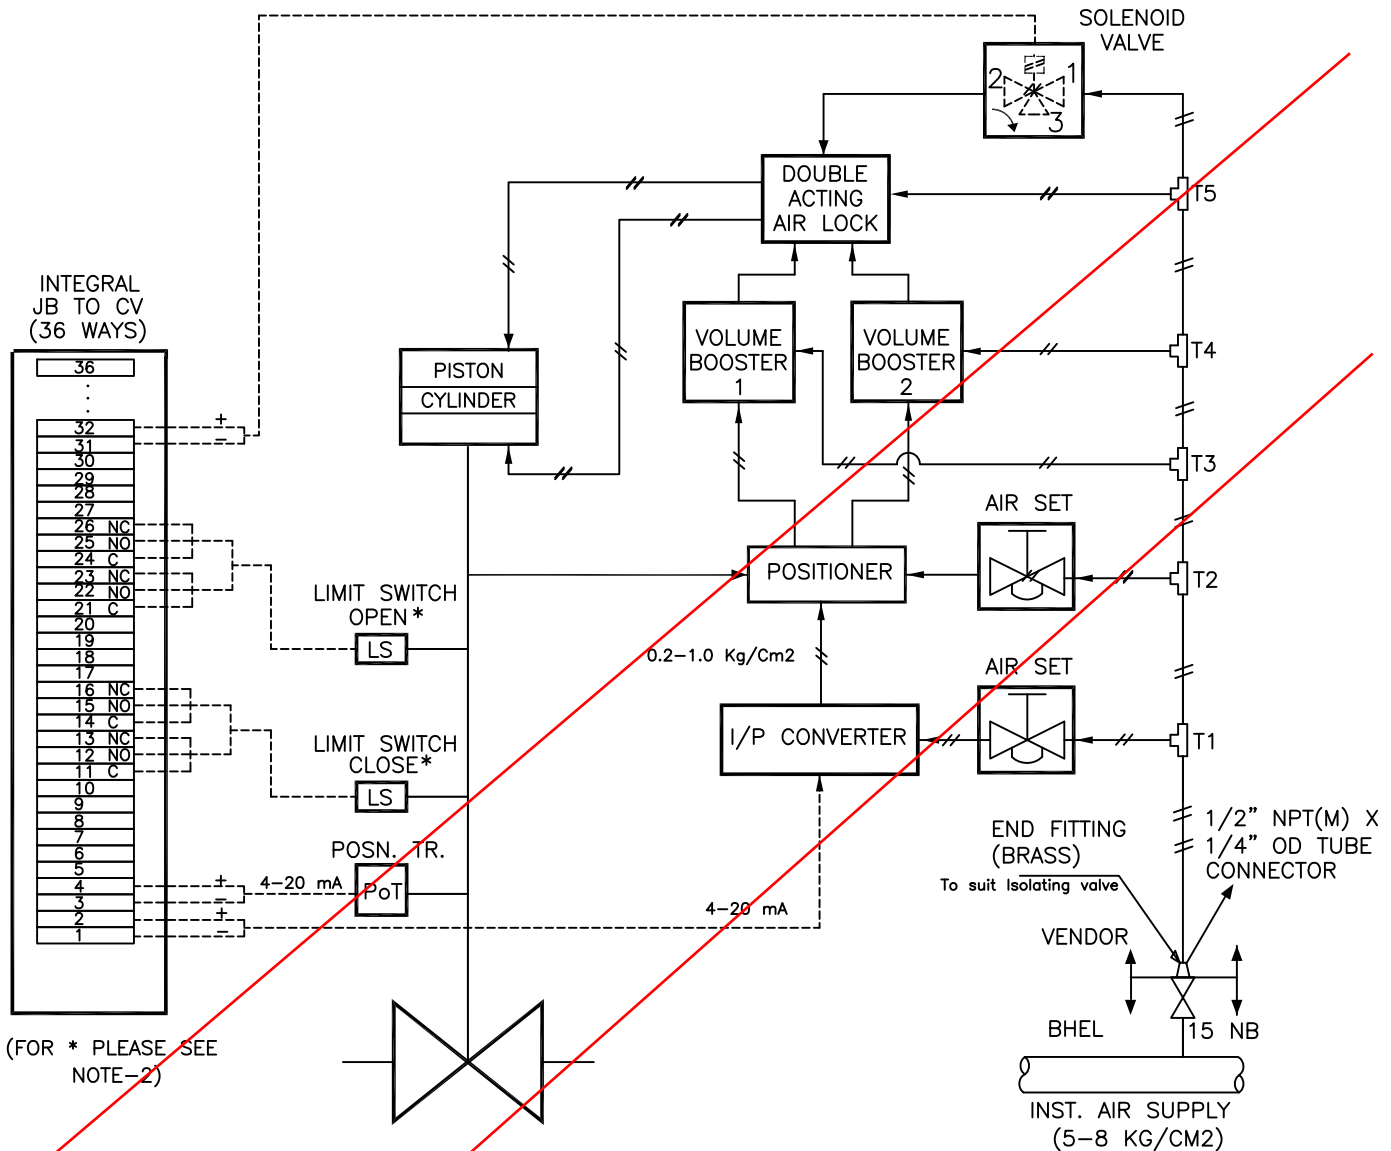 SOLENOID
VALVE
2
1
3
DOUBLE
ACTING
AIR LOCK
T5
INTEGRAL
JB TO CV
(36 WAYS)
VOLUME
BOOSTER
1
VOLUME
BOOSTER
2
T4
PISTON
CYLINDER
36
32 +
31 −
30
29
28
27
26 NC
25 NO
24 C
23 NC
22 NO
21 C
20
19
18
17
16 NC
15 NO
14 C
13 NC
12 NO
11 C
10
9
8
7
6
5
4 +
3 −
2 +
1 −
T3
AIR SET
POSITIONER
T2
LIMIT SWITCH
OPEN*
LS
0.2−1.0 Kg/Cm2
AIR SET
I/P CONVERTER
T1
LIMIT SWITCH
CLOSE*
LS
POSN. TR.
4−20 mA
PoT
4−20 mA
END FITTING
(BRASS)
To suit Isolating valve
1/2" NPT(M) X
1/4" OD TUBE
CONNECTOR
VENDOR
BHEL
15 NB
(FOR * PLEASE SEE
NOTE−2)
INST. AIR SUPPLY
(5−8 KG/CM2)